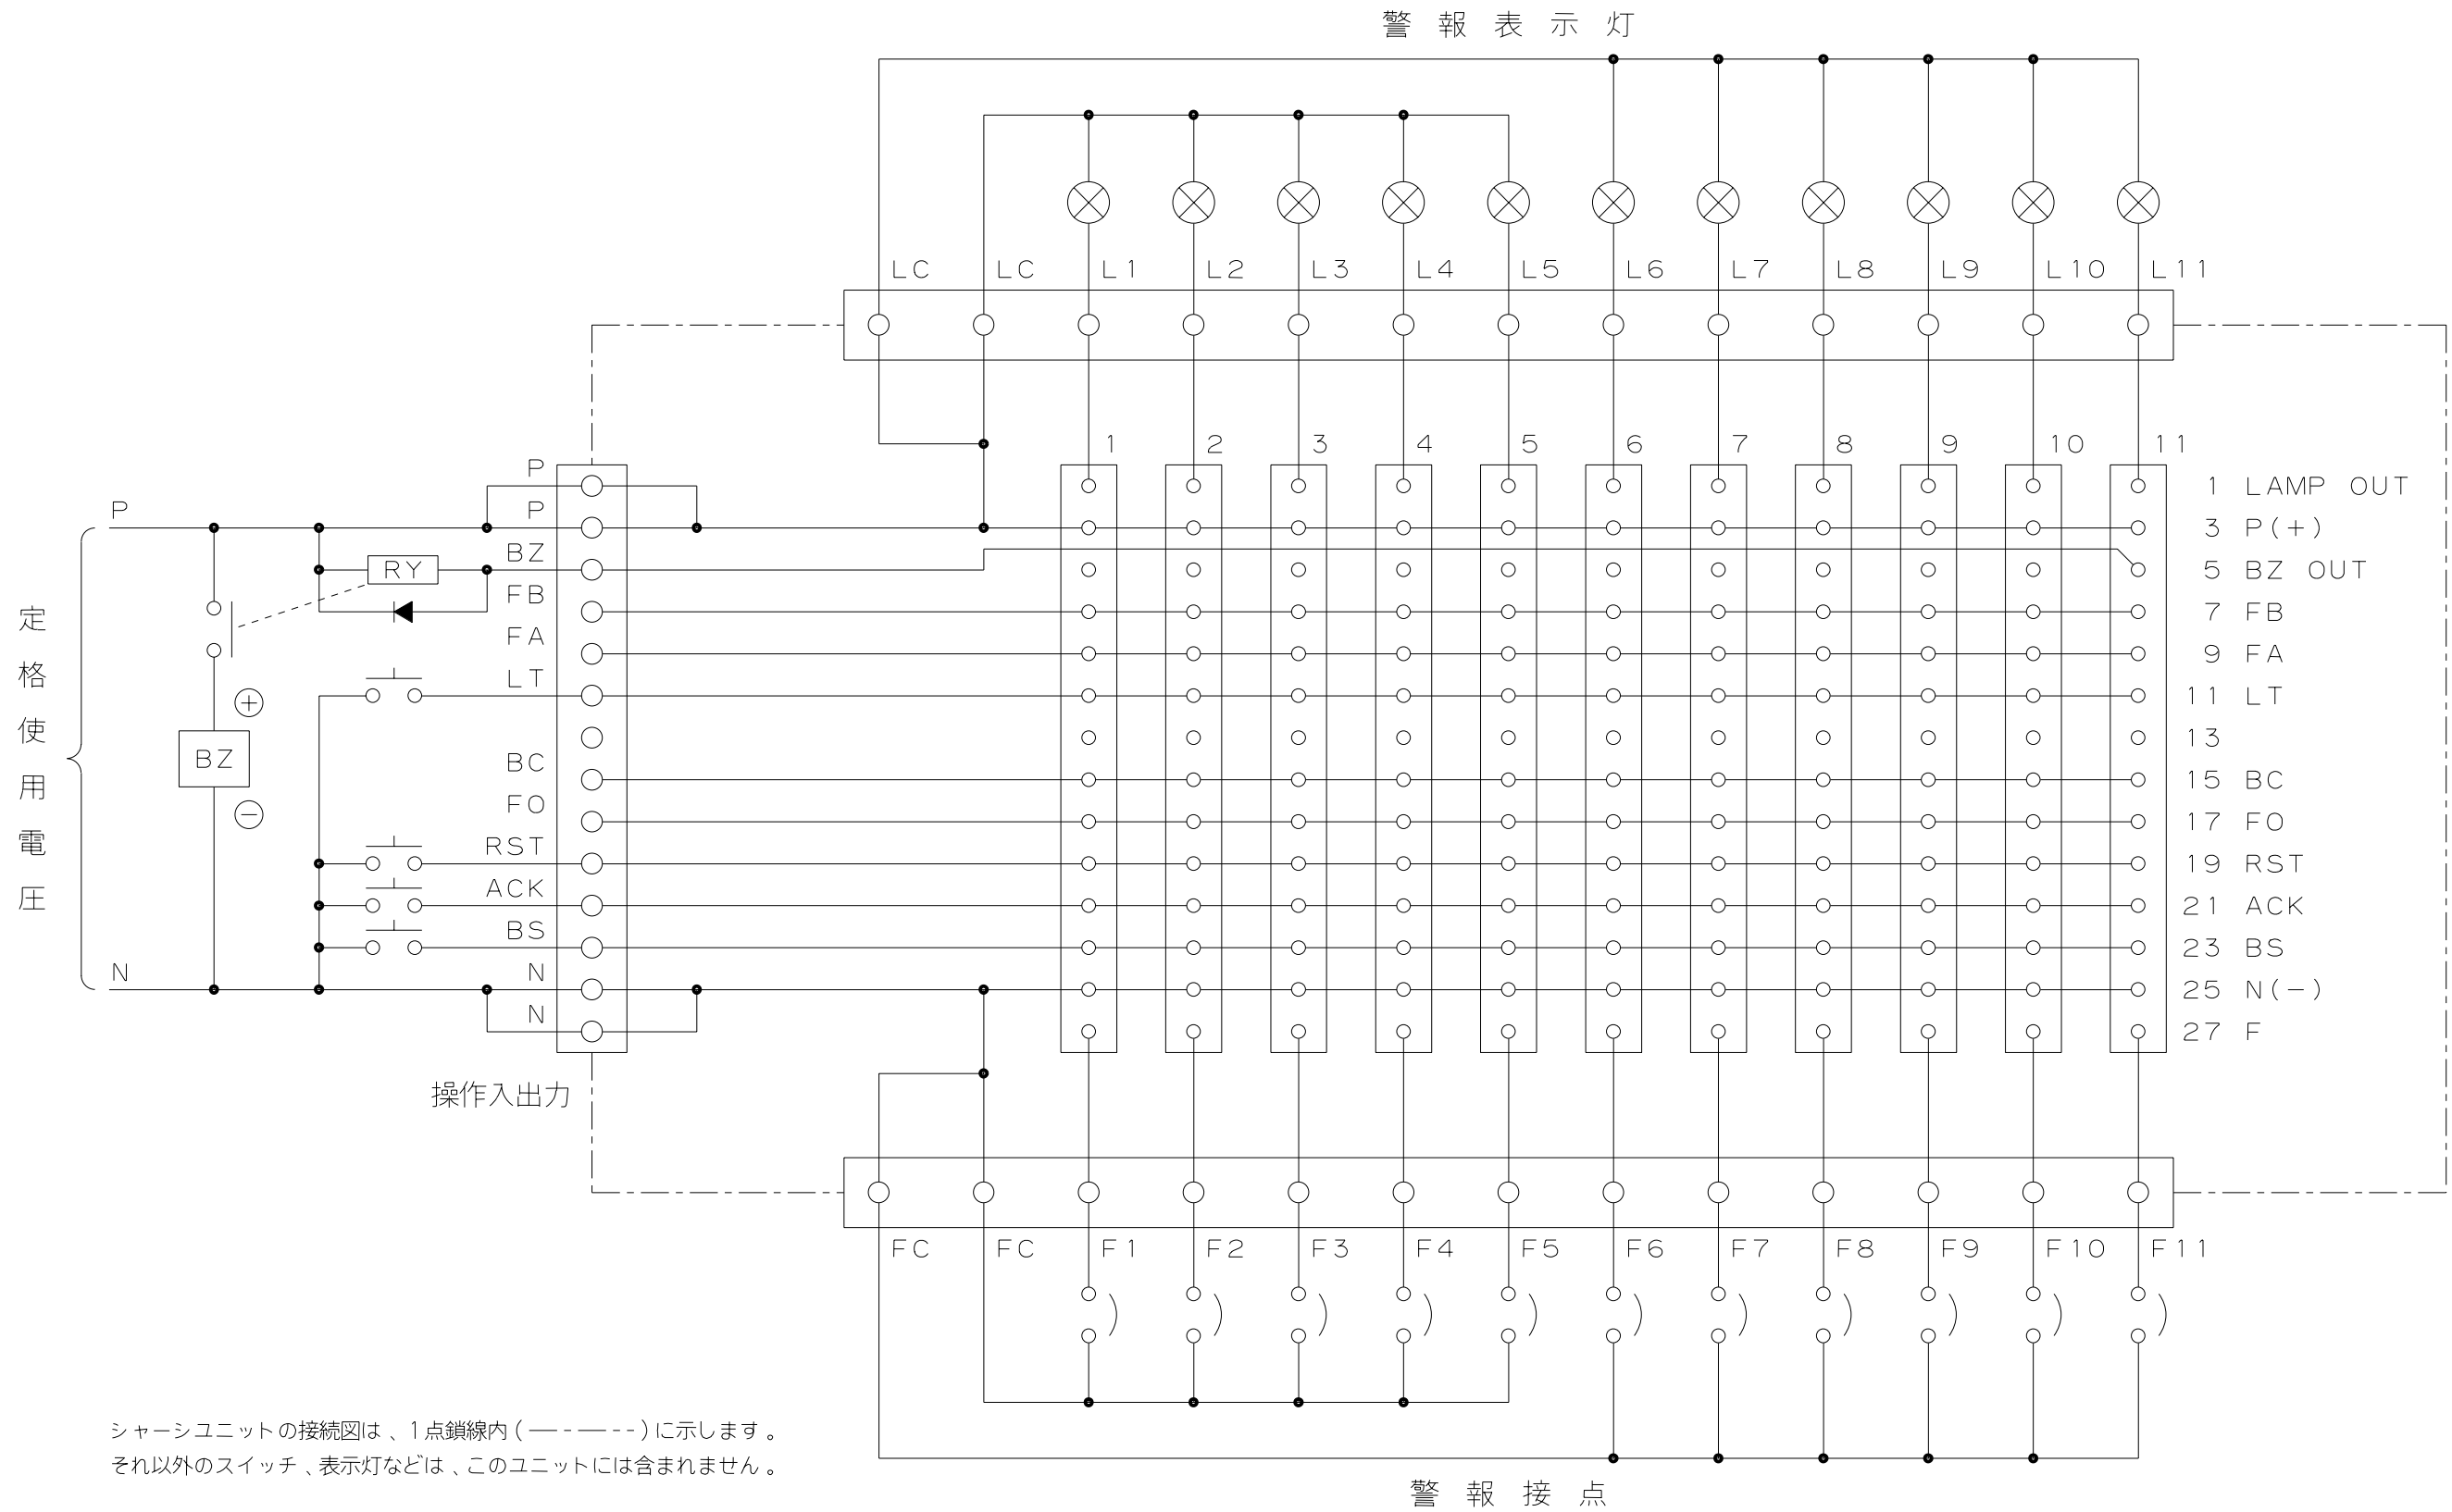 警報表示灯
LC LC L1 L2 L3 L4 L5 L6 L7 L8 L9 L10 L11
1 2 3 4 5 6 7 8 9 10 11
P
P
P
BZ
RY
FB
FA
LT
BC
BZ
FO
RST
ACK
BS
N
N
N
定格使用電圧
操作入出力
1 LAMP OUT
3 P(+)
5 BZ OUT
7 FB
9 FA
11 LT
13
15 BC
17 FO
19 RST
21 ACK
23 BS
25 N(-)
27 F
FC FC F1 F2 F3 F4 F5 F6 F7 F8 F9 F10 F11
シャーシユニットの接続図は、1点鎖線内(—-—--)に示します。
それ以外のスイッチ、表示灯などは、このユニットには含まれません。
警報接点